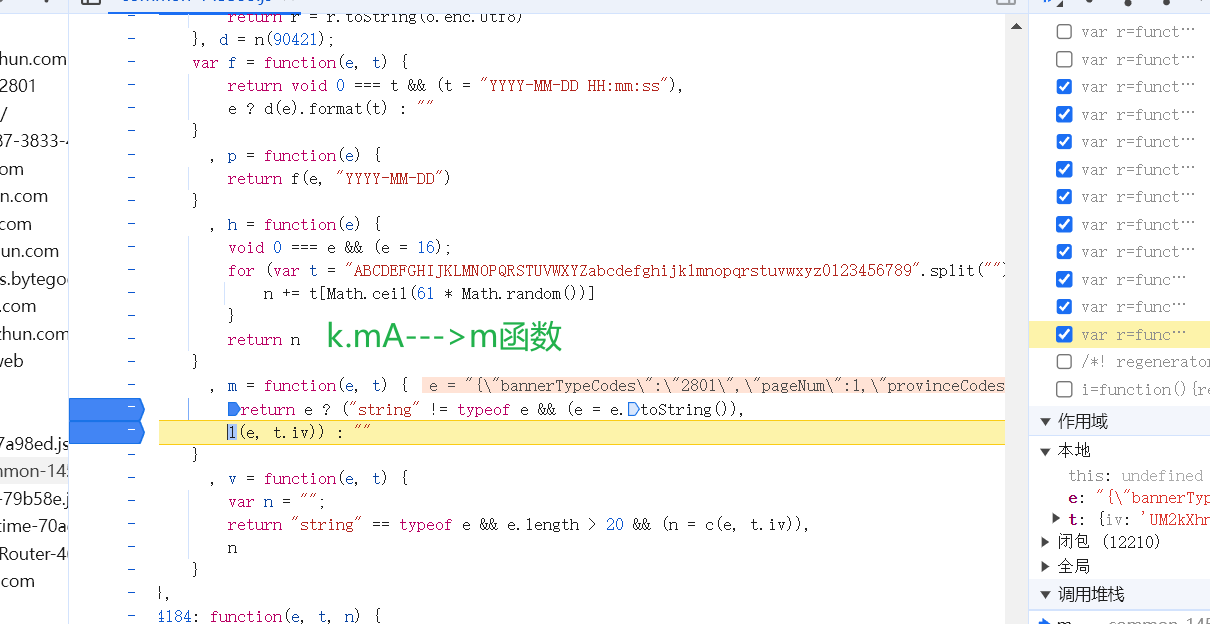 return r = r.toString(o.enc.Utf8)
}, d = n(90421);
var f = function(e, t) {
return void 0 === t && (t = "YYYY-MM-DD HH:mm:ss"),
e ? d(e).format(t) : ""
}
, p = function(e) {
return f(e, "YYYY-MM-DD")
}
, h = function(e) {
void 0 === e && (e = 16);
for (var t = "ABCDEFGHIJKLMNOPQRSTUVWXYZabcdefghijklmnopqrstuvwxyz0123456789".split("")
n += t[Math.ceil(61 * Math.random())]
}
return n
k.mA--->m函数
}
, m = function(e, t) { e = "{\"bannerTypeCodes\":\"2801\",\"pageNum\":1,\"provinceCodes
return e ? ("string" != typeof e && (e = e.toString()),
l(e, t.iv)) : ""
}
, v = function(e, t) {
var n = "";
return "string" == typeof e && e.length > 20 && (n = c(e, t.iv)),
n
}
},
4184: function(e, t, n) {
hun.com
2801
/
87-3833-4
om
n.com
com
un.com
s.bytego
.com
zhun.com
web
7a98ed.js
mmon-145
-79b58e.j
time-70a
Router-4
.com
var r=funct…
var r=funct…
var r=funct…
var r=funct…
var r=funct…
var r=funct…
var r=funct…
var r=funct…
var r=funct…
var r=func…
var r=func…
var r=func…
/*! regenerator
i=function(){re
作用域
本地
this: undefined
e: "{\"bannerTyp
t: {iv: 'UM2kXhr
闭包 (12210)
全局
调用堆栈
m
common-145